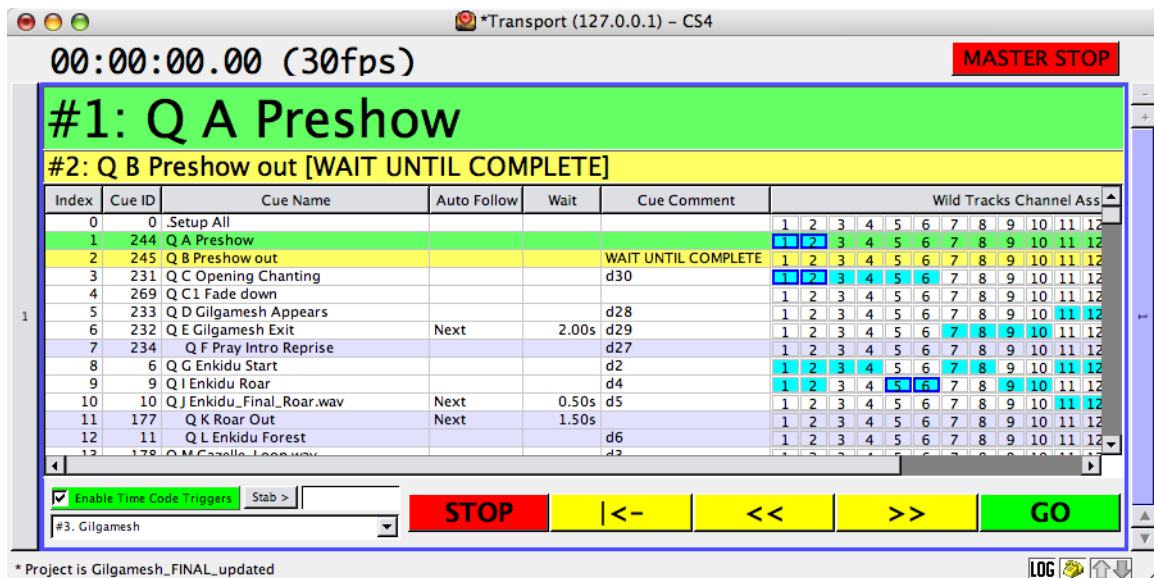 *Transport (127.0.0.1) – CS4
00:00:00.00 (30fps)
MASTER STOP
#1: Q A Preshow
#2: Q B Preshow out [WAIT UNTIL COMPLETE]
Index Cue ID Cue Name Auto Follow Wait Cue Comment Wild Tracks Channel Ass
0 0 .Setup All 1 2 3 4 5 6 7 8 9 10 11 12
1 244 Q A Preshow 1 2 3 4 5 6 7 8 9 10 11 12
2 245 Q B Preshow out WAIT UNTIL COMPLETE 1 2 3 4 5 6 7 8 9 10 11 12
3 231 Q C Opening Chanting d30 1 2 3 4 5 6 7 8 9 10 11 12
4 269 Q C1 Fade down 1 2 3 4 5 6 7 8 9 10 11 12
5 233 Q D Gilgamesh Appears d28 1 2 3 4 5 6 7 8 9 10 11 12
6 232 Q E Gilgamesh Exit Next 2.00s d29 1 2 3 4 5 6 7 8 9 10 11 12
7 234 Q F Pray Intro Reprise d27 1 2 3 4 5 6 7 8 9 10 11 12
8 6 Q G Enkidu Start d2 1 2 3 4 5 6 7 8 9 10 11 12
9 9 Q I Enkidu Roar d4 1 2 3 4 5 6 7 8 9 10 11 12
10 10 Q J Enkidu_Final_Roar.wav Next 0.50s d5 1 2 3 4 5 6 7 8 9 10 11 12
11 177 Q K Roar Out Next 1.50s 1 2 3 4 5 6 7 8 9 10 11 12
12 11 Q L Enkidu Forest d6 1 2 3 4 5 6 7 8 9 10 11 12
13 178 Q M Gazelle_Loop.wav d3
1
1
Enable Time Code Triggers Stab >
#3. Gilgamesh
STOP |<- << >> GO
* Project is Gilgamesh_FINAL_updated
LOG